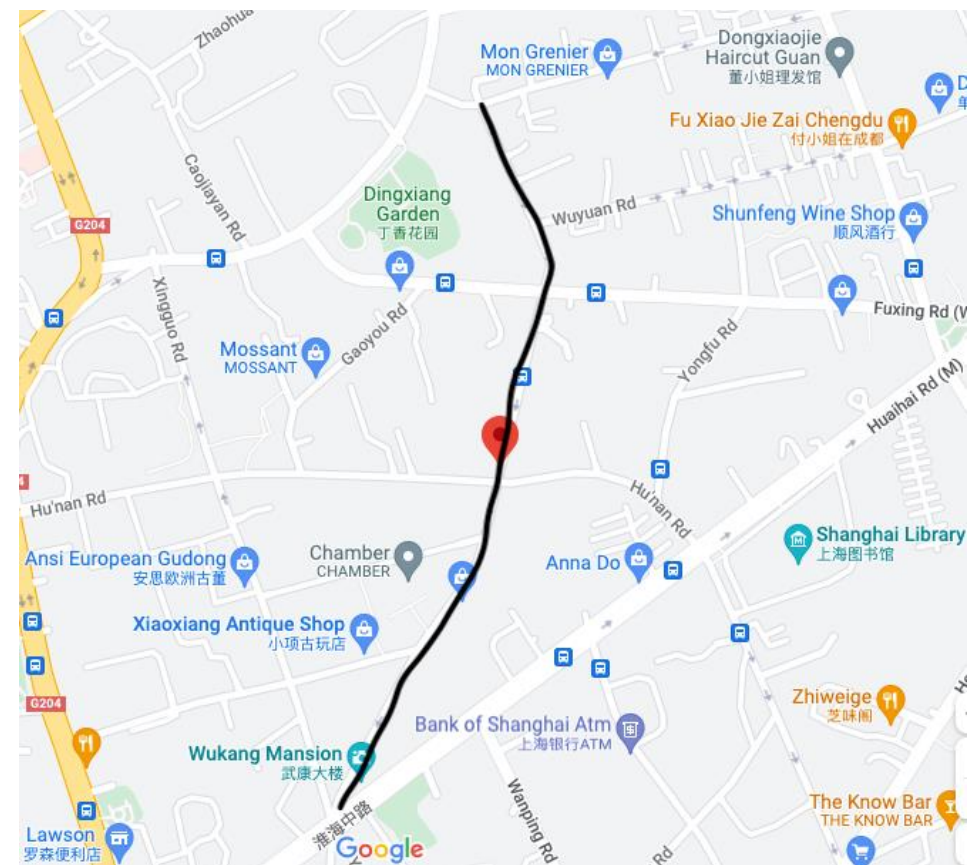 Zhaohua
Mon Grenier
MON GRENIER
Dongxiaojie
Haircut Guan
董小姐理发馆
Fu Xiao Jie Zai Chengdu
付小姐在成都
Caojiayan Rd
Dingxiang
Garden
丁香花园
Wuyuan Rd
Shunfeng Wine Shop
顺风酒行
G204
Xingguo Rd
Gaoyou Rd
Fuxing Rd (W
Mossant
MOSSANT
Yongfu Rd
Huaihai Rd (M)
Hu'nan Rd
Hu'nan Rd
Shanghai Library
上海图书馆
Ansi European Gudong
安思欧洲古董
Chamber
CHAMBER
Anna Do
Xiaoxiang Antique Shop
小项古玩店
G204
Zhiweige
芝味阁
Bank of Shanghai Atm
上海银行ATM
Wukang Mansion
武康大楼
Wanping Rd
The Know Bar
THE KNOW BAR
淮海中路
Lawson
罗森便利店
Google
Rd